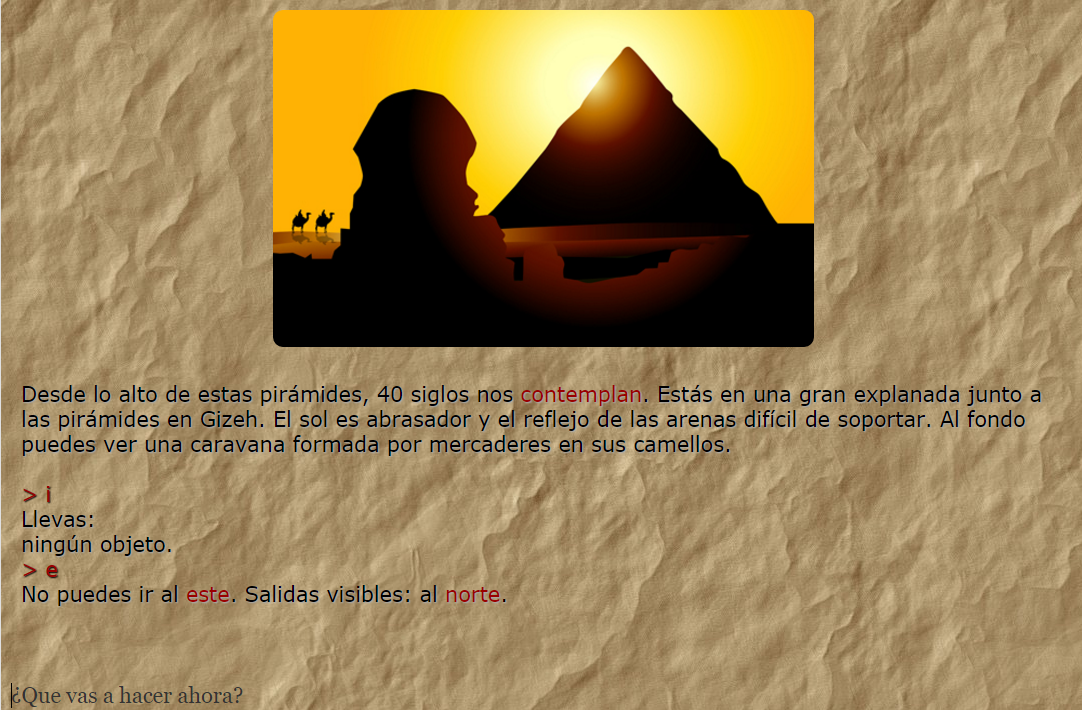 Desde lo alto de estas pirámides, 40 siglos nos contemplan. Estás en una gran explanada junto a
las pirámides en Gizeh. El sol es abrasador y el reflejo de las arenas difícil de soportar. Al fondo
puedes ver una caravana formada por mercaderes en sus camellos.
> i
Llevas:
ningún objeto.
> e
No puedes ir al este. Salidas visibles: al norte.
¿Que vas a hacer ahora?